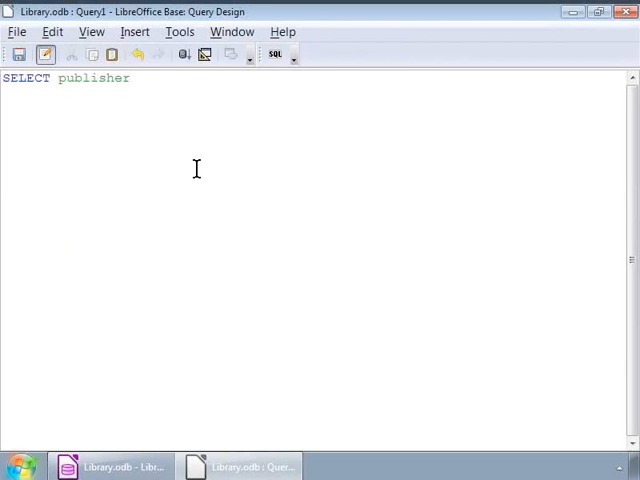 Library.odb : Query1 - LibreOffice Base: Query Design
File Edit View Insert Tools Window Help
SQL
SELECT publisher
Library.odb - Libr... Library.odb : Quer...